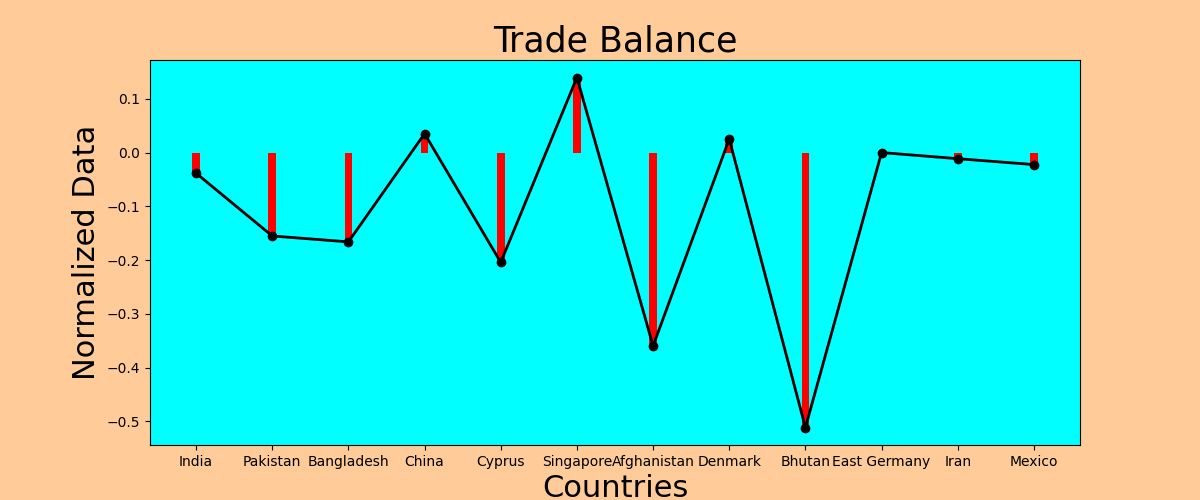 Trade Balance
Normalized Data
0.1
0.0
−0.1
−0.2
−0.3
−0.4
−0.5
India Pakistan Bangladesh China Cyprus Singapore Afghanistan Denmark Bhutan East Germany Iran Mexico
Countries